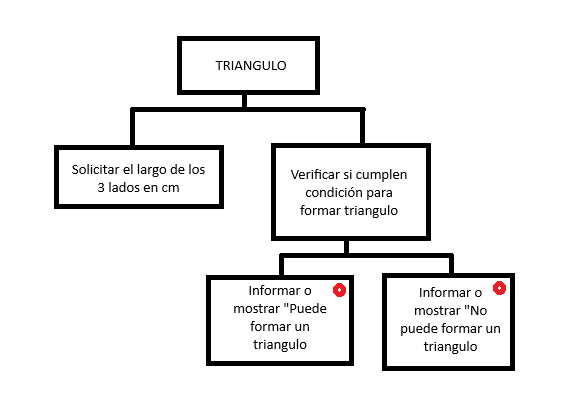 TRIANGULO
Solicitar el largo de los
3 lados en cm
Verificar si cumplen
condición para
formar triangulo
Informar o
mostrar "Puede
formar un
triangulo
Informar o
mostrar "No
puede formar un
triangulo